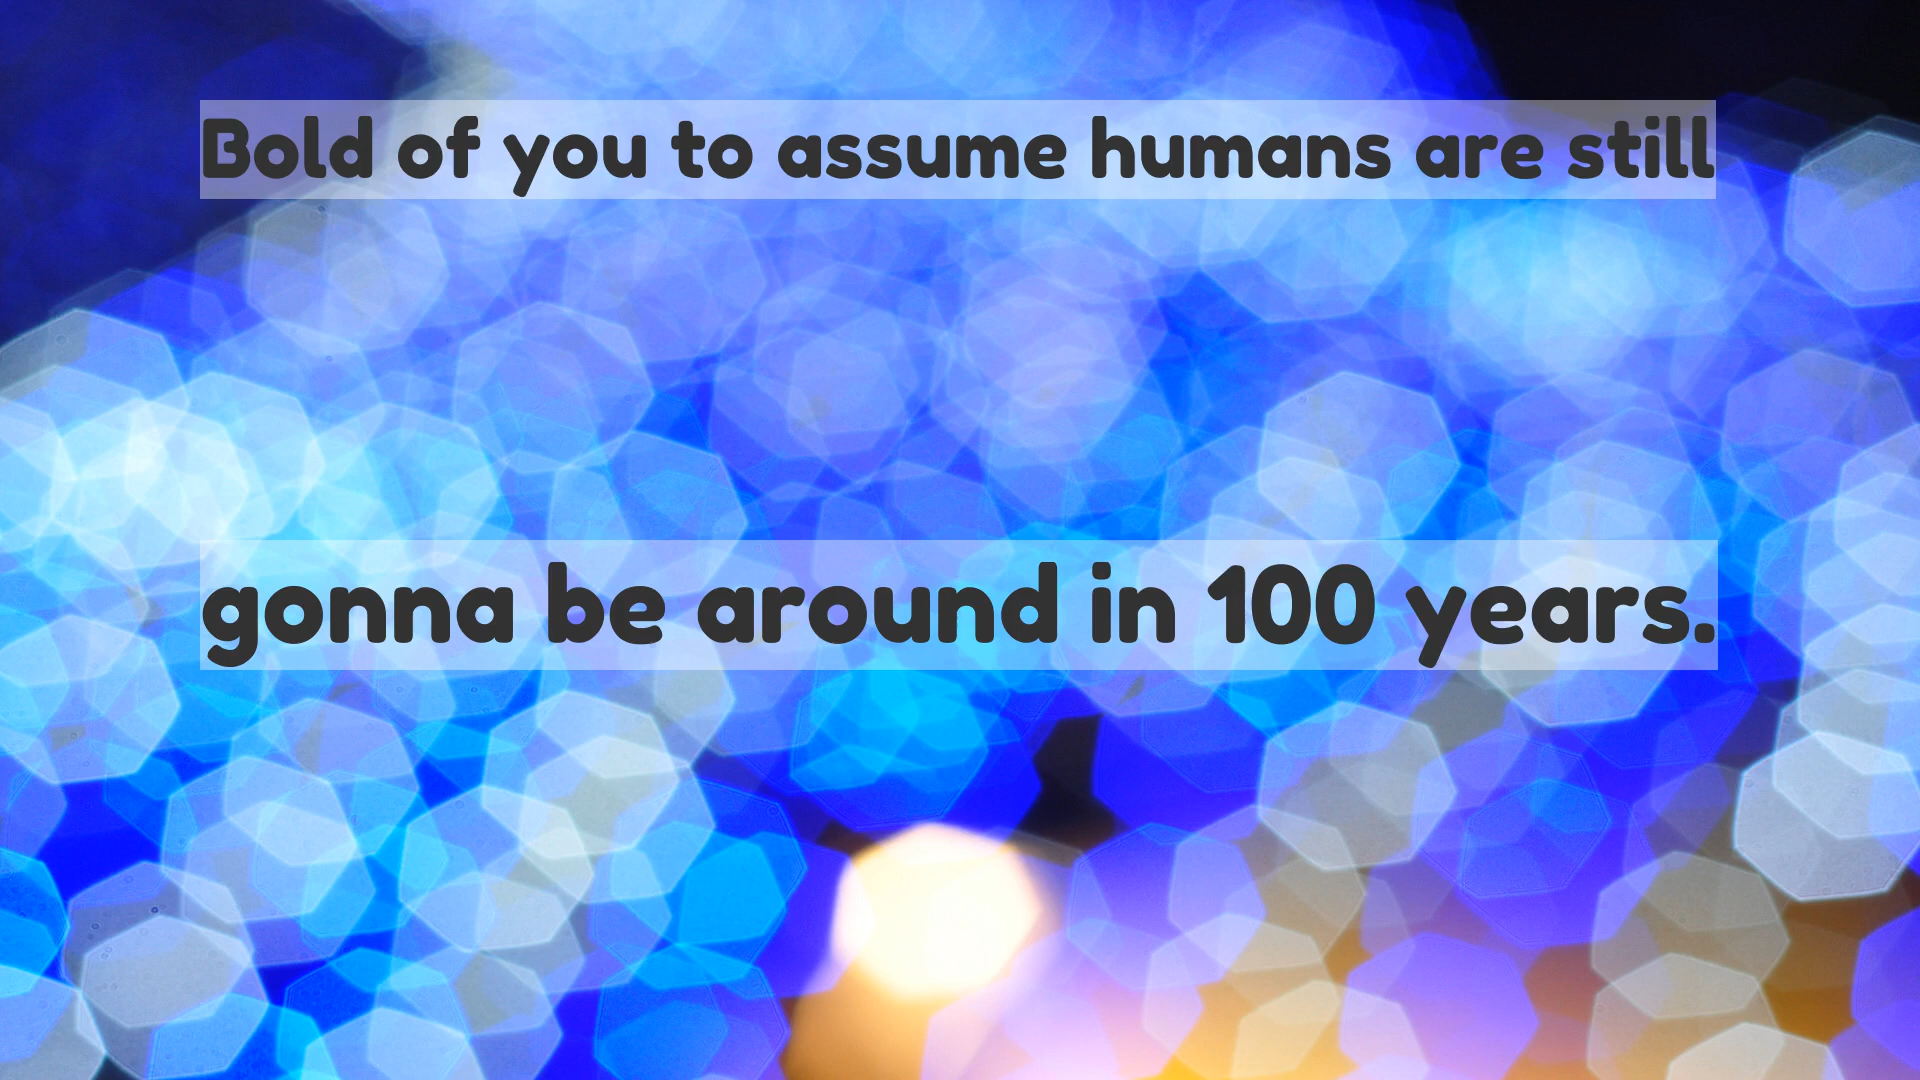 Bold of you to assume humans are still
gonna be around in 100 years.